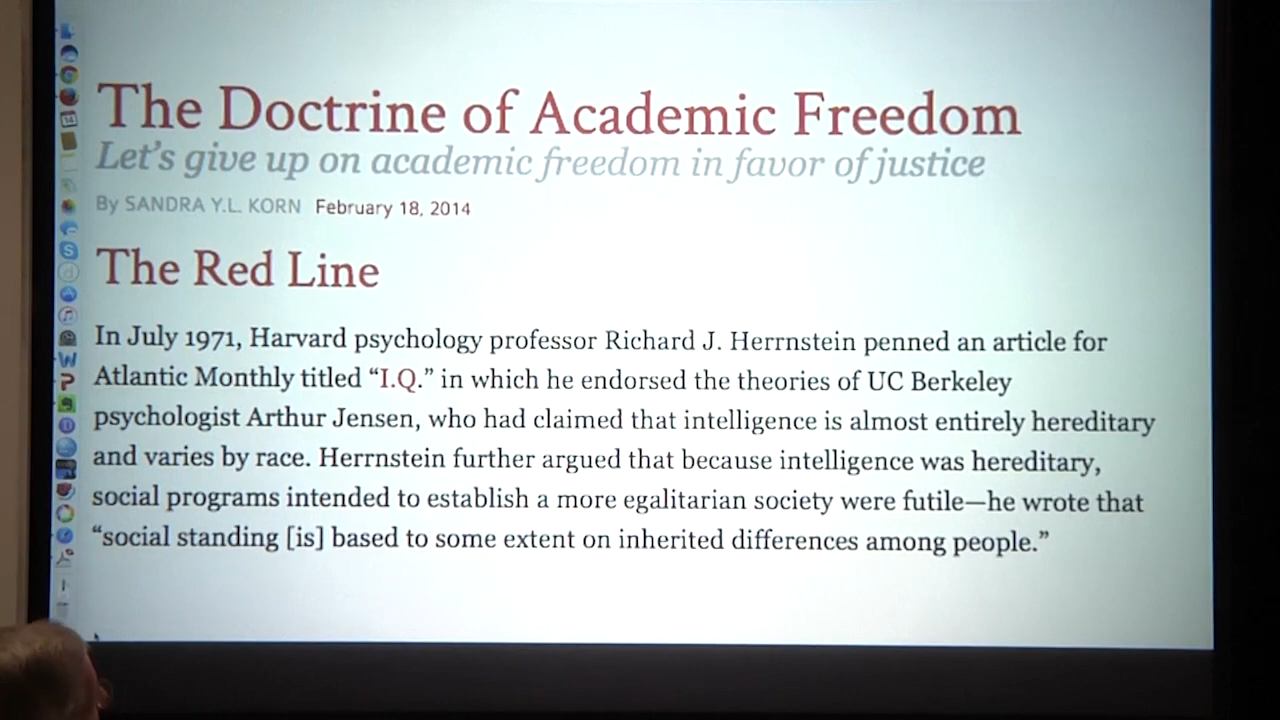 The Doctrine of Academic Freedom
Let's give up on academic freedom in favor of justice
By SANDRA Y.L. KORN February 18, 2014
The Red Line
In July 1971, Harvard psychology professor Richard J. Herrnstein penned an article for
Atlantic Monthly titled “I.Q.” in which he endorsed the theories of UC Berkeley
psychologist Arthur Jensen, who had claimed that intelligence is almost entirely hereditary
and varies by race. Herrnstein further argued that because intelligence was hereditary,
social programs intended to establish a more egalitarian society were futile—he wrote that
“social standing [is] based to some extent on inherited differences among people.”